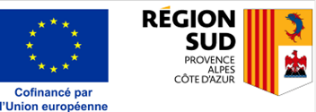 Cofinancé par
l'Union européenne
RÉGION
SUD
PROVENCE
ALPES
CÔTE D'AZUR